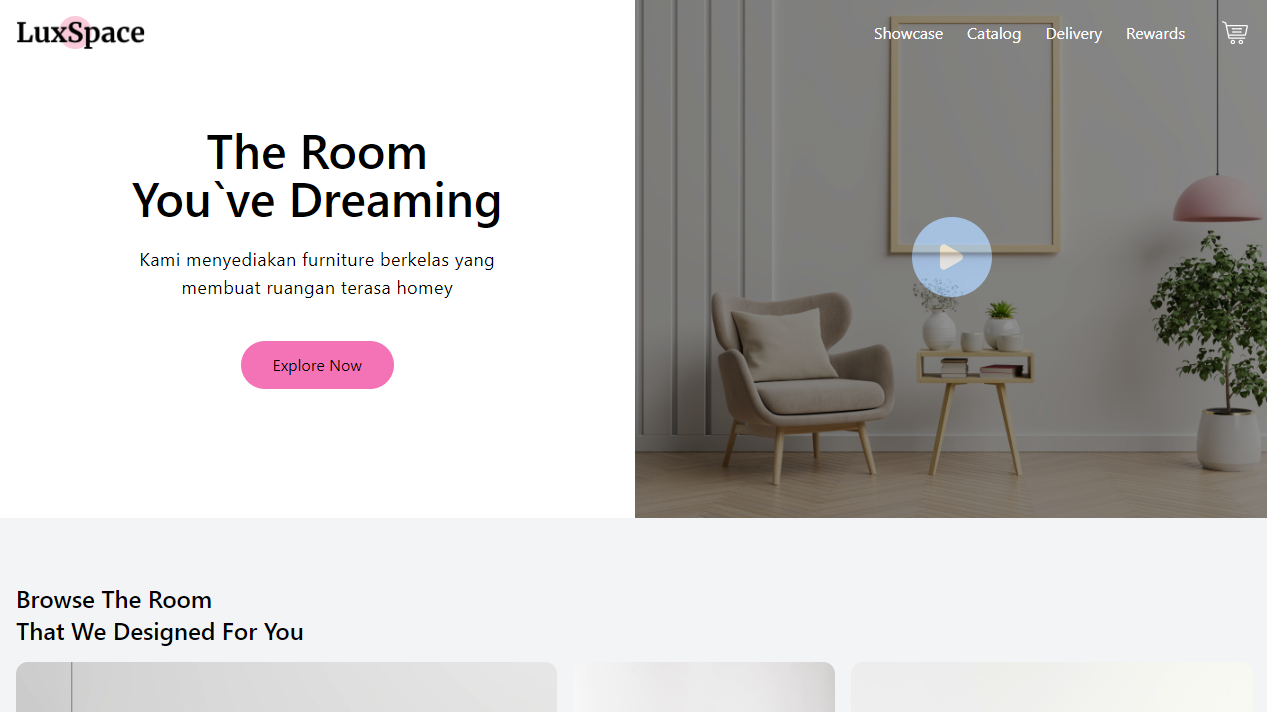 LuxSpace
Showcase Catalog Delivery Rewards
The Room
You`ve Dreaming
Kami menyediakan furniture berkelas yang
membuat ruangan terasa homey
Explore Now
Browse The Room
That We Designed For You